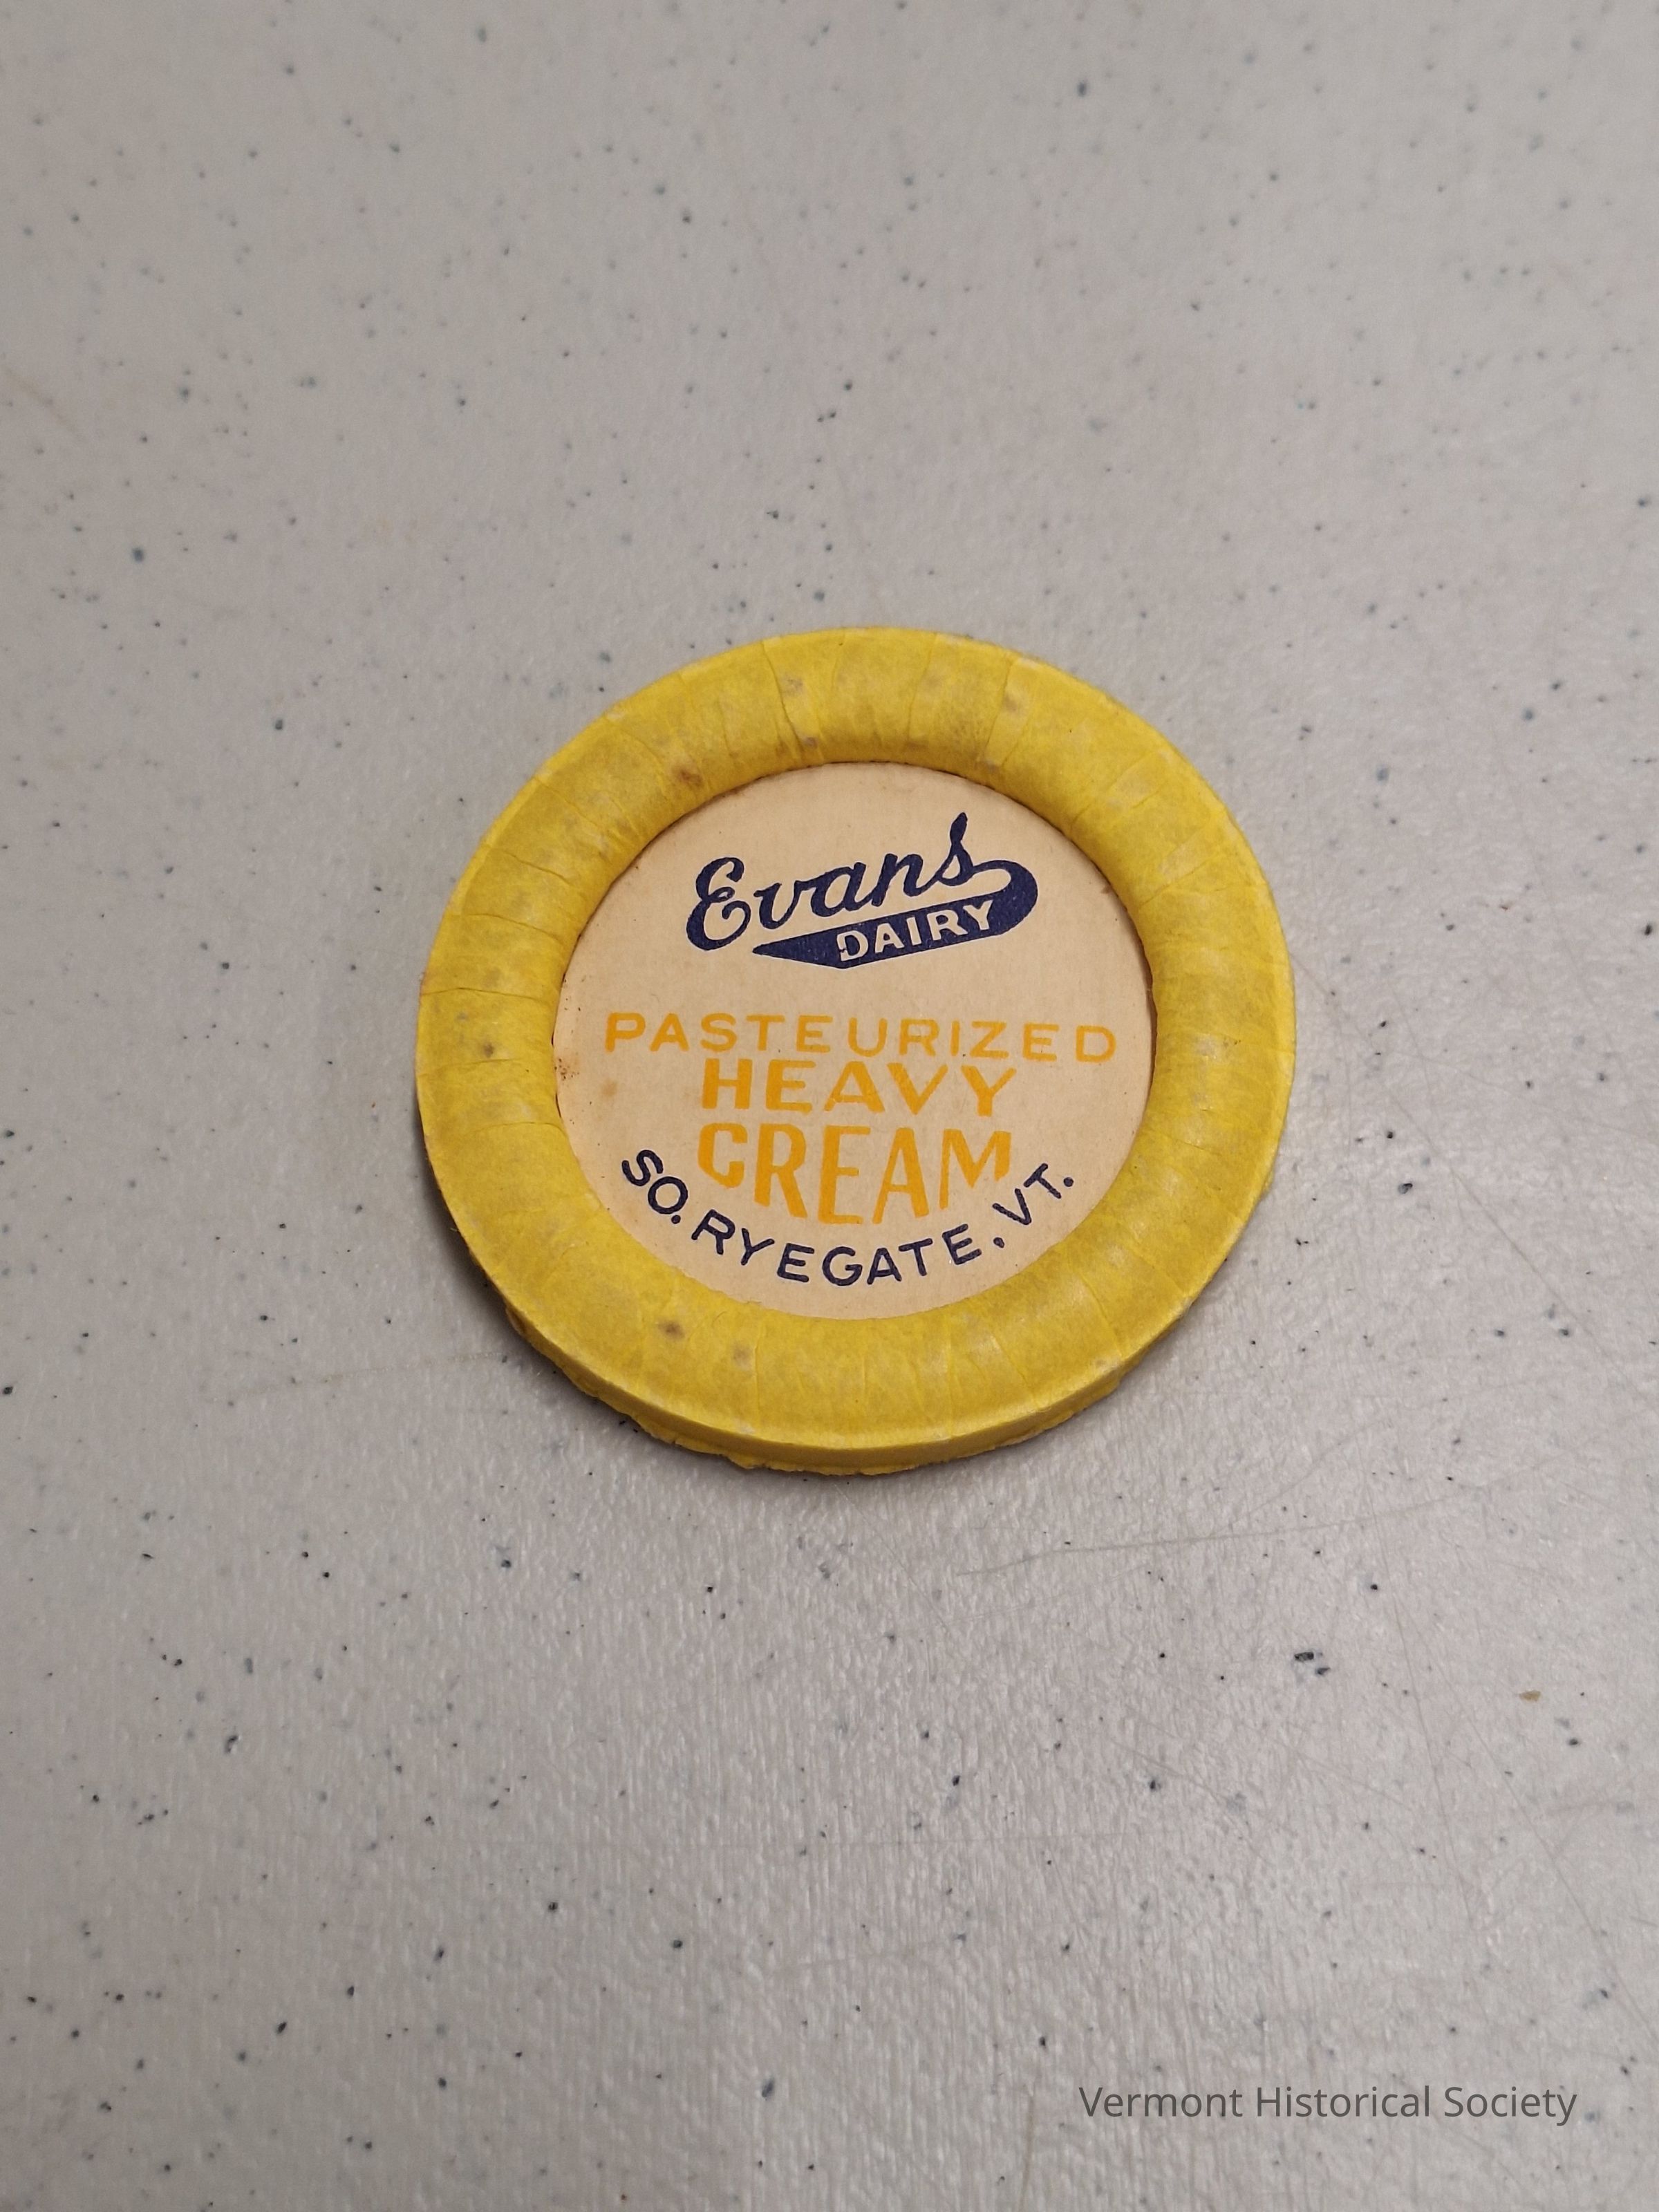 Evans
DAIRY
PASTEURIZED
HEAVY
CREAM
SO. RYEGATE, VT.
Vermont Historical Society